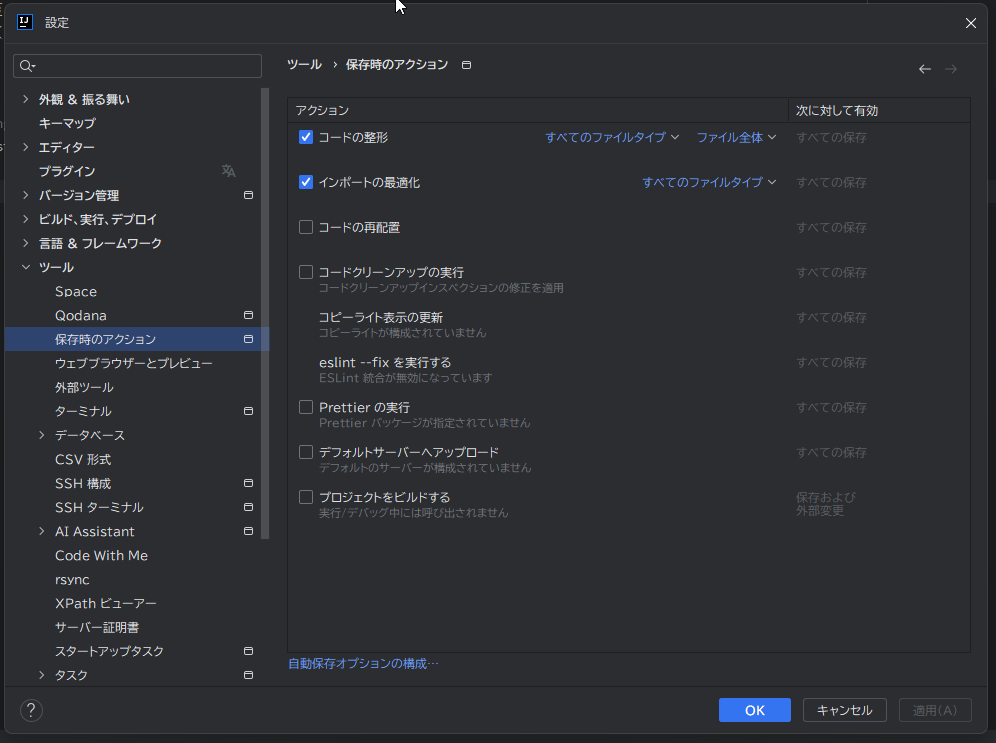 IJ 設定
ツール › 保存時のアクション
外観 & 振る舞い
キーマップ
エディター
プラグイン
バージョン管理
ビルド、実行、デプロイ
言語 & フレームワーク
ツール
Space
Qodana
保存時のアクション
ウェブブラウザーとプレビュー
外部ツール
ターミナル
データベース
CSV 形式
SSH 構成
SSH ターミナル
AI Assistant
Code With Me
rsync
XPath ビューアー
サーバー証明書
スタートアップタスク
タスク
アクション 次に対して有効
コードの整形 すべてのファイルタイプ ファイル全体 すべての保存
インポートの最適化 すべてのファイルタイプ すべての保存
コードの再配置 すべての保存
コードクリーンアップの実行 すべての保存
コードクリーンアップインスペクションの修正を適用
コピーライト表示の更新 すべての保存
コピーライトが構成されていません
eslint --fix を実行する すべての保存
ESLint 統合が無効になっています
Prettier の実行 すべての保存
Prettier パッケージが指定されていません
デフォルトサーバーへアップロード すべての保存
デフォルトのサーバーが構成されていません
プロジェクトをビルドする 保存および
実行/デバッグ中には呼び出されません 外部変更
自動保存オプションの構成…
? OK キャンセル 適用(A)